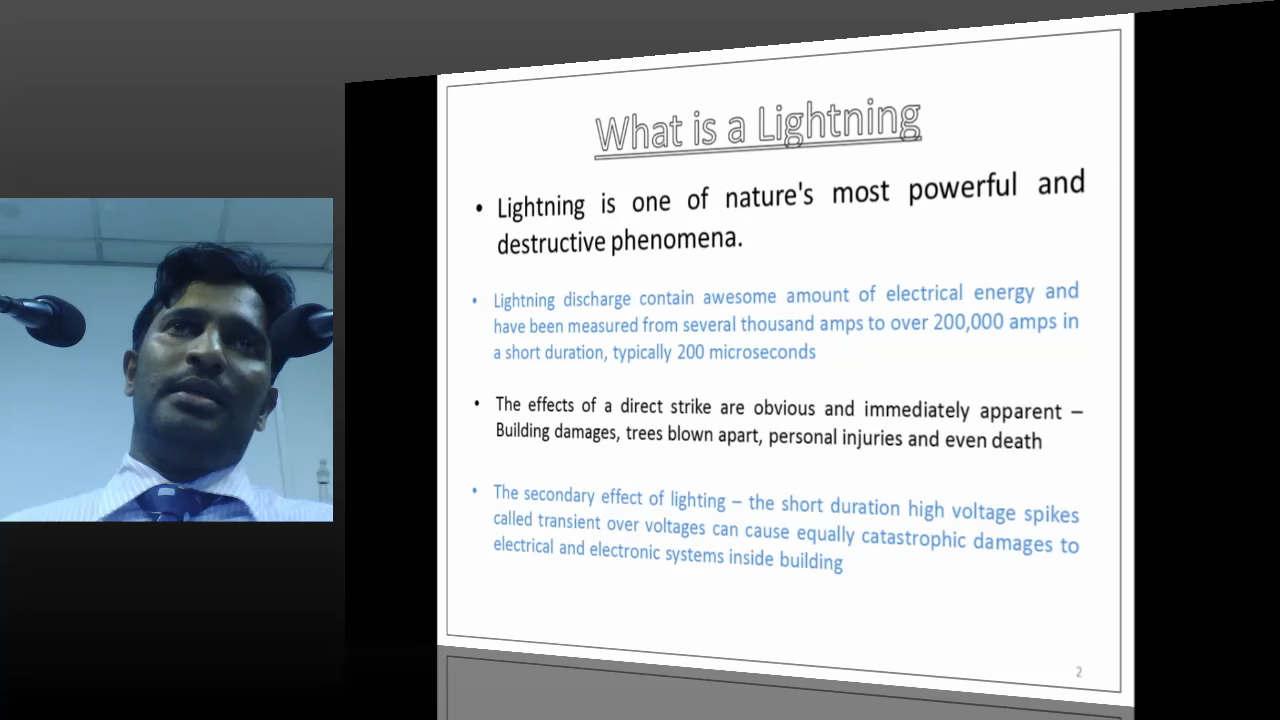 What is a Lightning
• Lightning is one of nature's most powerful and
destructive phenomena.
• Lightning discharge contain awesome amount of electrical energy and
have been measured from several thousand amps to over 200,000 amps in
a short duration, typically 200 microseconds
• The effects of a direct strike are obvious and immediately apparent –
Building damages, trees blown apart, personal injuries and even death
• The secondary effect of lighting – the short duration high voltage spikes
called transient over voltages can cause equally catastrophic damages to
electrical and electronic systems inside building
2